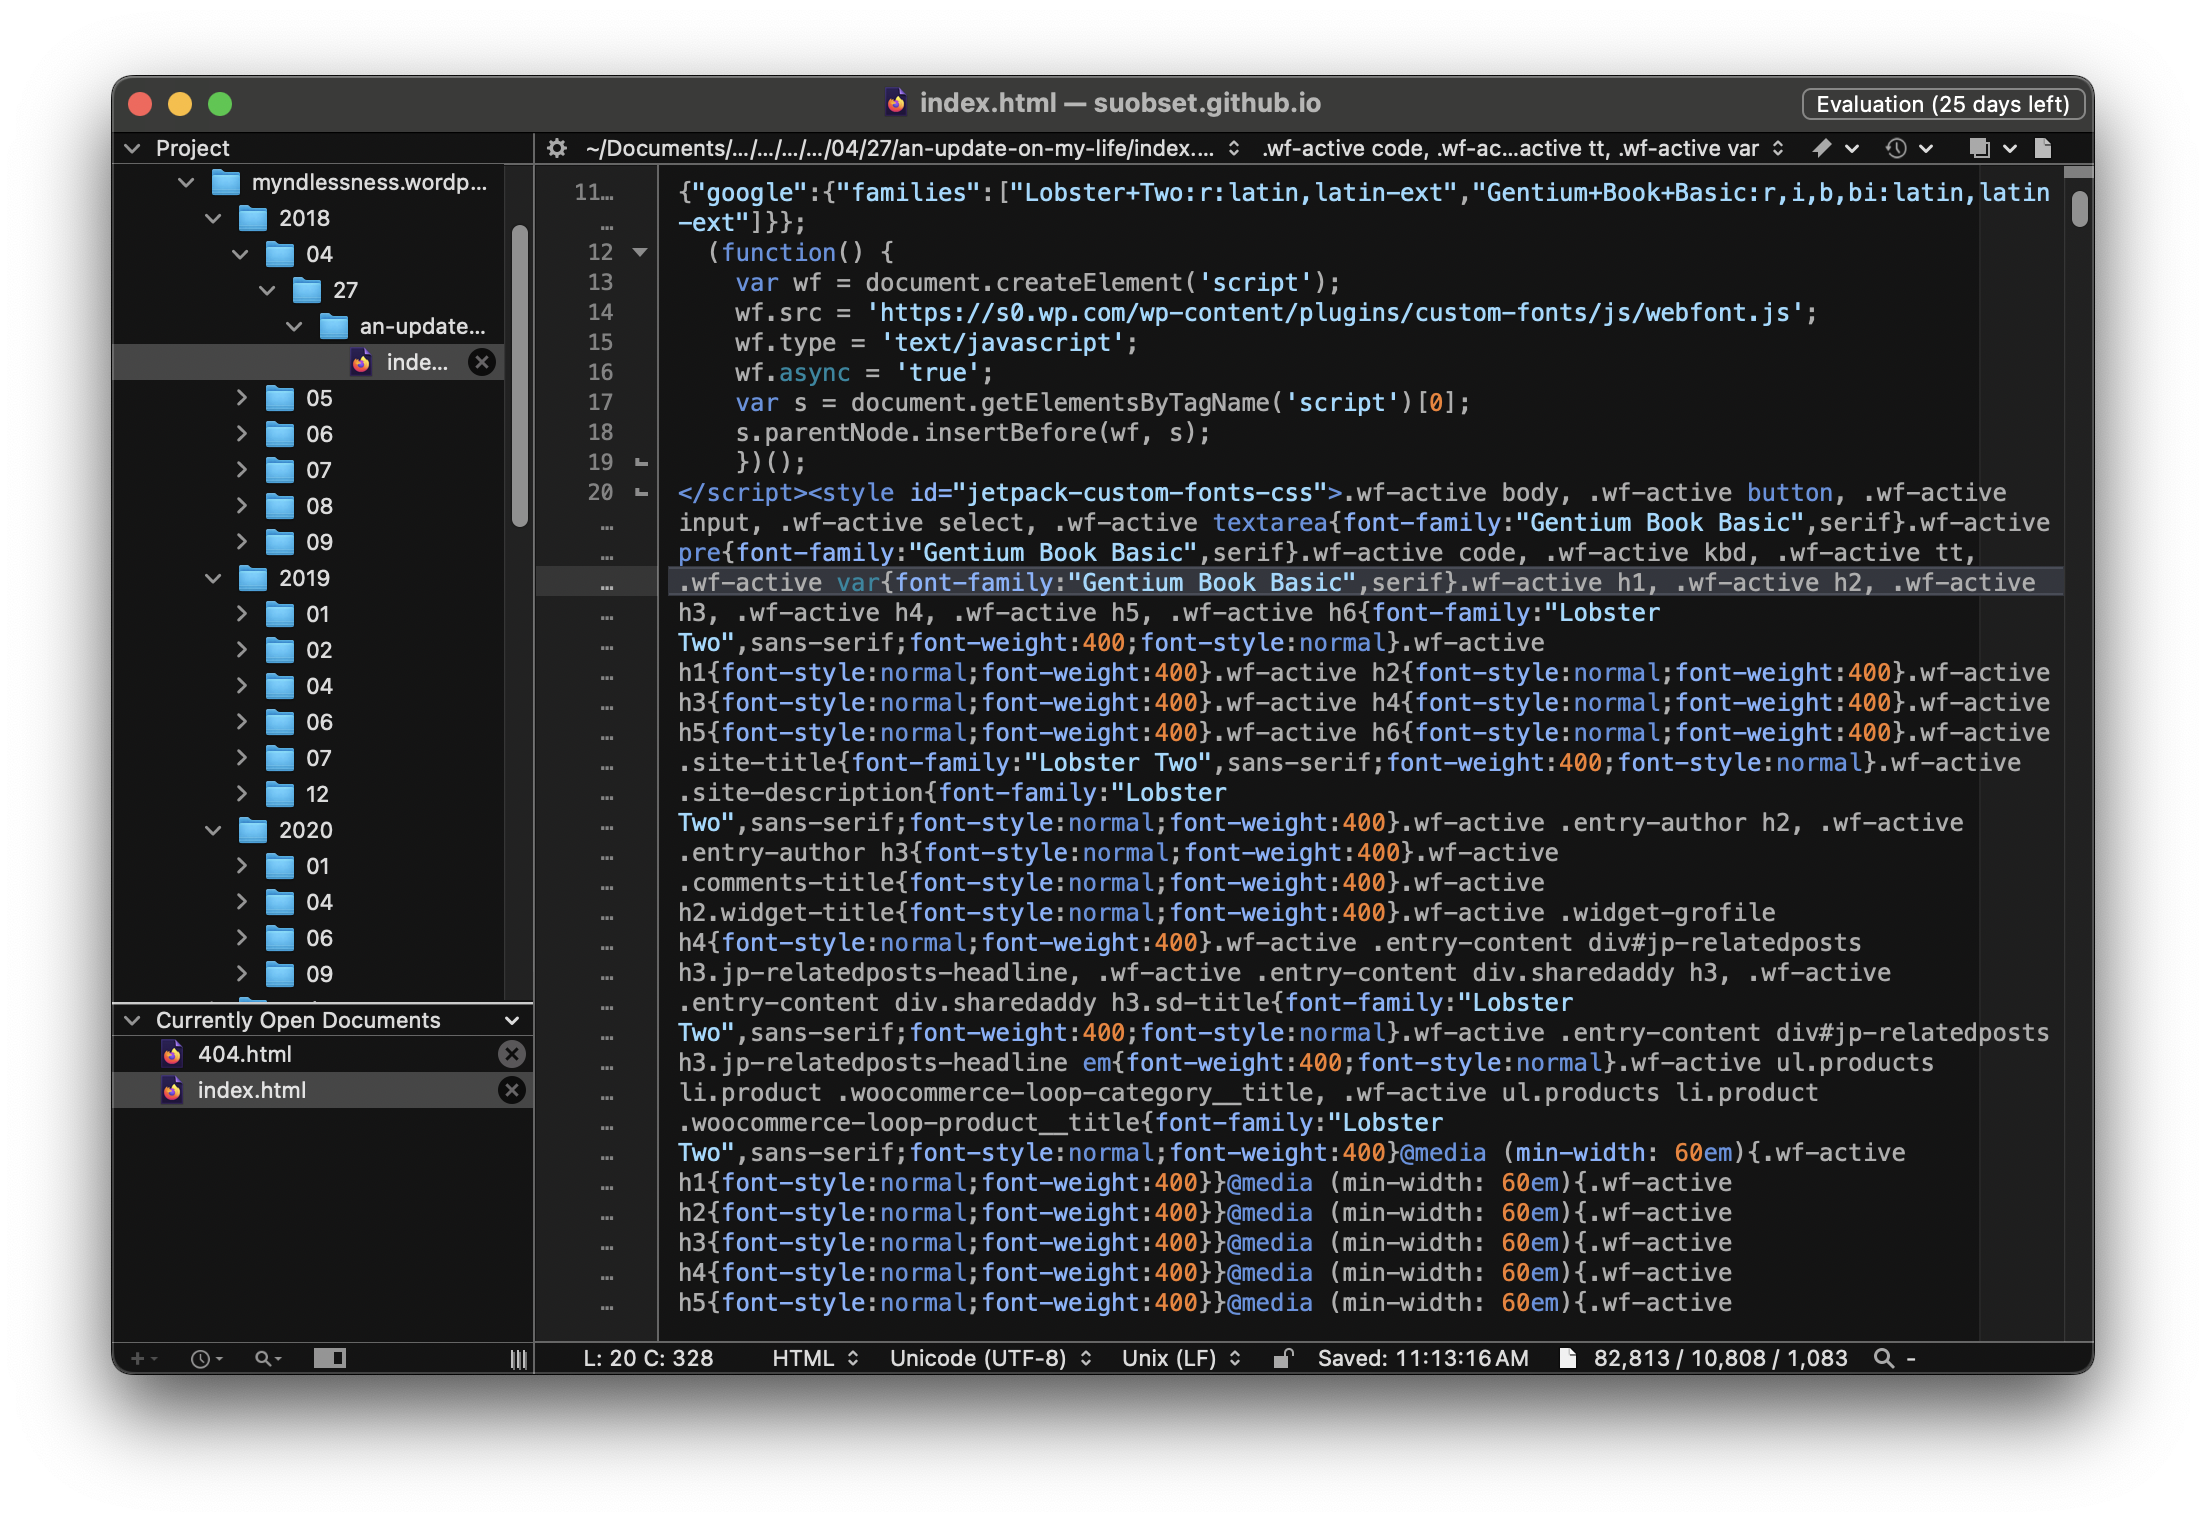 index.html — suobset.github.io
Evaluation (25 days left)
Project
~/Documents/.../.../.../.../04/27/an-update-on-my-life/index....
.wf-active code, .wf-ac...active tt, .wf-active var
myndlessness.wordp...
2018
04
27
an-update...
inde...
05
06
07
08
09
2019
01
02
04
06
07
12
2020
01
04
06
09
Currently Open Documents
404.html
index.html
11… {"google":{"families":["Lobster+Two:r:latin,latin-ext","Gentium+Book+Basic:r,i,b,bi:latin,latin
… -ext"]}};
12 (function() {
13 var wf = document.createElement('script');
14 wf.src = 'https://s0.wp.com/wp-content/plugins/custom-fonts/js/webfont.js';
15 wf.type = 'text/javascript';
16 wf.async = 'true';
17 var s = document.getElementsByTagName('script')[0];
18 s.parentNode.insertBefore(wf, s);
19 })();
20 </script><style id="jetpack-custom-fonts-css">.wf-active body, .wf-active button, .wf-active
… input, .wf-active select, .wf-active textarea{font-family:"Gentium Book Basic",serif}.wf-active
… pre{font-family:"Gentium Book Basic",serif}.wf-active code, .wf-active kbd, .wf-active tt,
… .wf-active var{font-family:"Gentium Book Basic",serif}.wf-active h1, .wf-active h2, .wf-active
… h3, .wf-active h4, .wf-active h5, .wf-active h6{font-family:"Lobster
… Two",sans-serif;font-weight:400;font-style:normal}.wf-active
… h1{font-style:normal;font-weight:400}.wf-active h2{font-style:normal;font-weight:400}.wf-active
… h3{font-style:normal;font-weight:400}.wf-active h4{font-style:normal;font-weight:400}.wf-active
… h5{font-style:normal;font-weight:400}.wf-active h6{font-style:normal;font-weight:400}.wf-active
… .site-title{font-family:"Lobster Two",sans-serif;font-weight:400;font-style:normal}.wf-active
… .site-description{font-family:"Lobster
… Two",sans-serif;font-style:normal;font-weight:400}.wf-active .entry-author h2, .wf-active
… .entry-author h3{font-style:normal;font-weight:400}.wf-active
… .comments-title{font-style:normal;font-weight:400}.wf-active
… h2.widget-title{font-style:normal;font-weight:400}.wf-active .widget-grofile
… h4{font-style:normal;font-weight:400}.wf-active .entry-content div#jp-relatedposts
… h3.jp-relatedposts-headline, .wf-active .entry-content div.sharedaddy h3, .wf-active
… .entry-content div.sharedaddy h3.sd-title{font-family:"Lobster
… Two",sans-serif;font-weight:400;font-style:normal}.wf-active .entry-content div#jp-relatedposts
… h3.jp-relatedposts-headline em{font-weight:400;font-style:normal}.wf-active ul.products
… li.product .woocommerce-loop-category__title, .wf-active ul.products li.product
… .woocommerce-loop-product__title{font-family:"Lobster
… Two",sans-serif;font-style:normal;font-weight:400}@media (min-width: 60em){.wf-active
… h1{font-style:normal;font-weight:400}}@media (min-width: 60em){.wf-active
… h2{font-style:normal;font-weight:400}}@media (min-width: 60em){.wf-active
… h3{font-style:normal;font-weight:400}}@media (min-width: 60em){.wf-active
… h4{font-style:normal;font-weight:400}}@media (min-width: 60em){.wf-active
… h5{font-style:normal;font-weight:400}}@media (min-width: 60em){.wf-active
L: 20 C: 328 HTML Unicode (UTF-8) Unix (LF) Saved: 11:13:16 AM 82,813 / 10,808 / 1,083 -